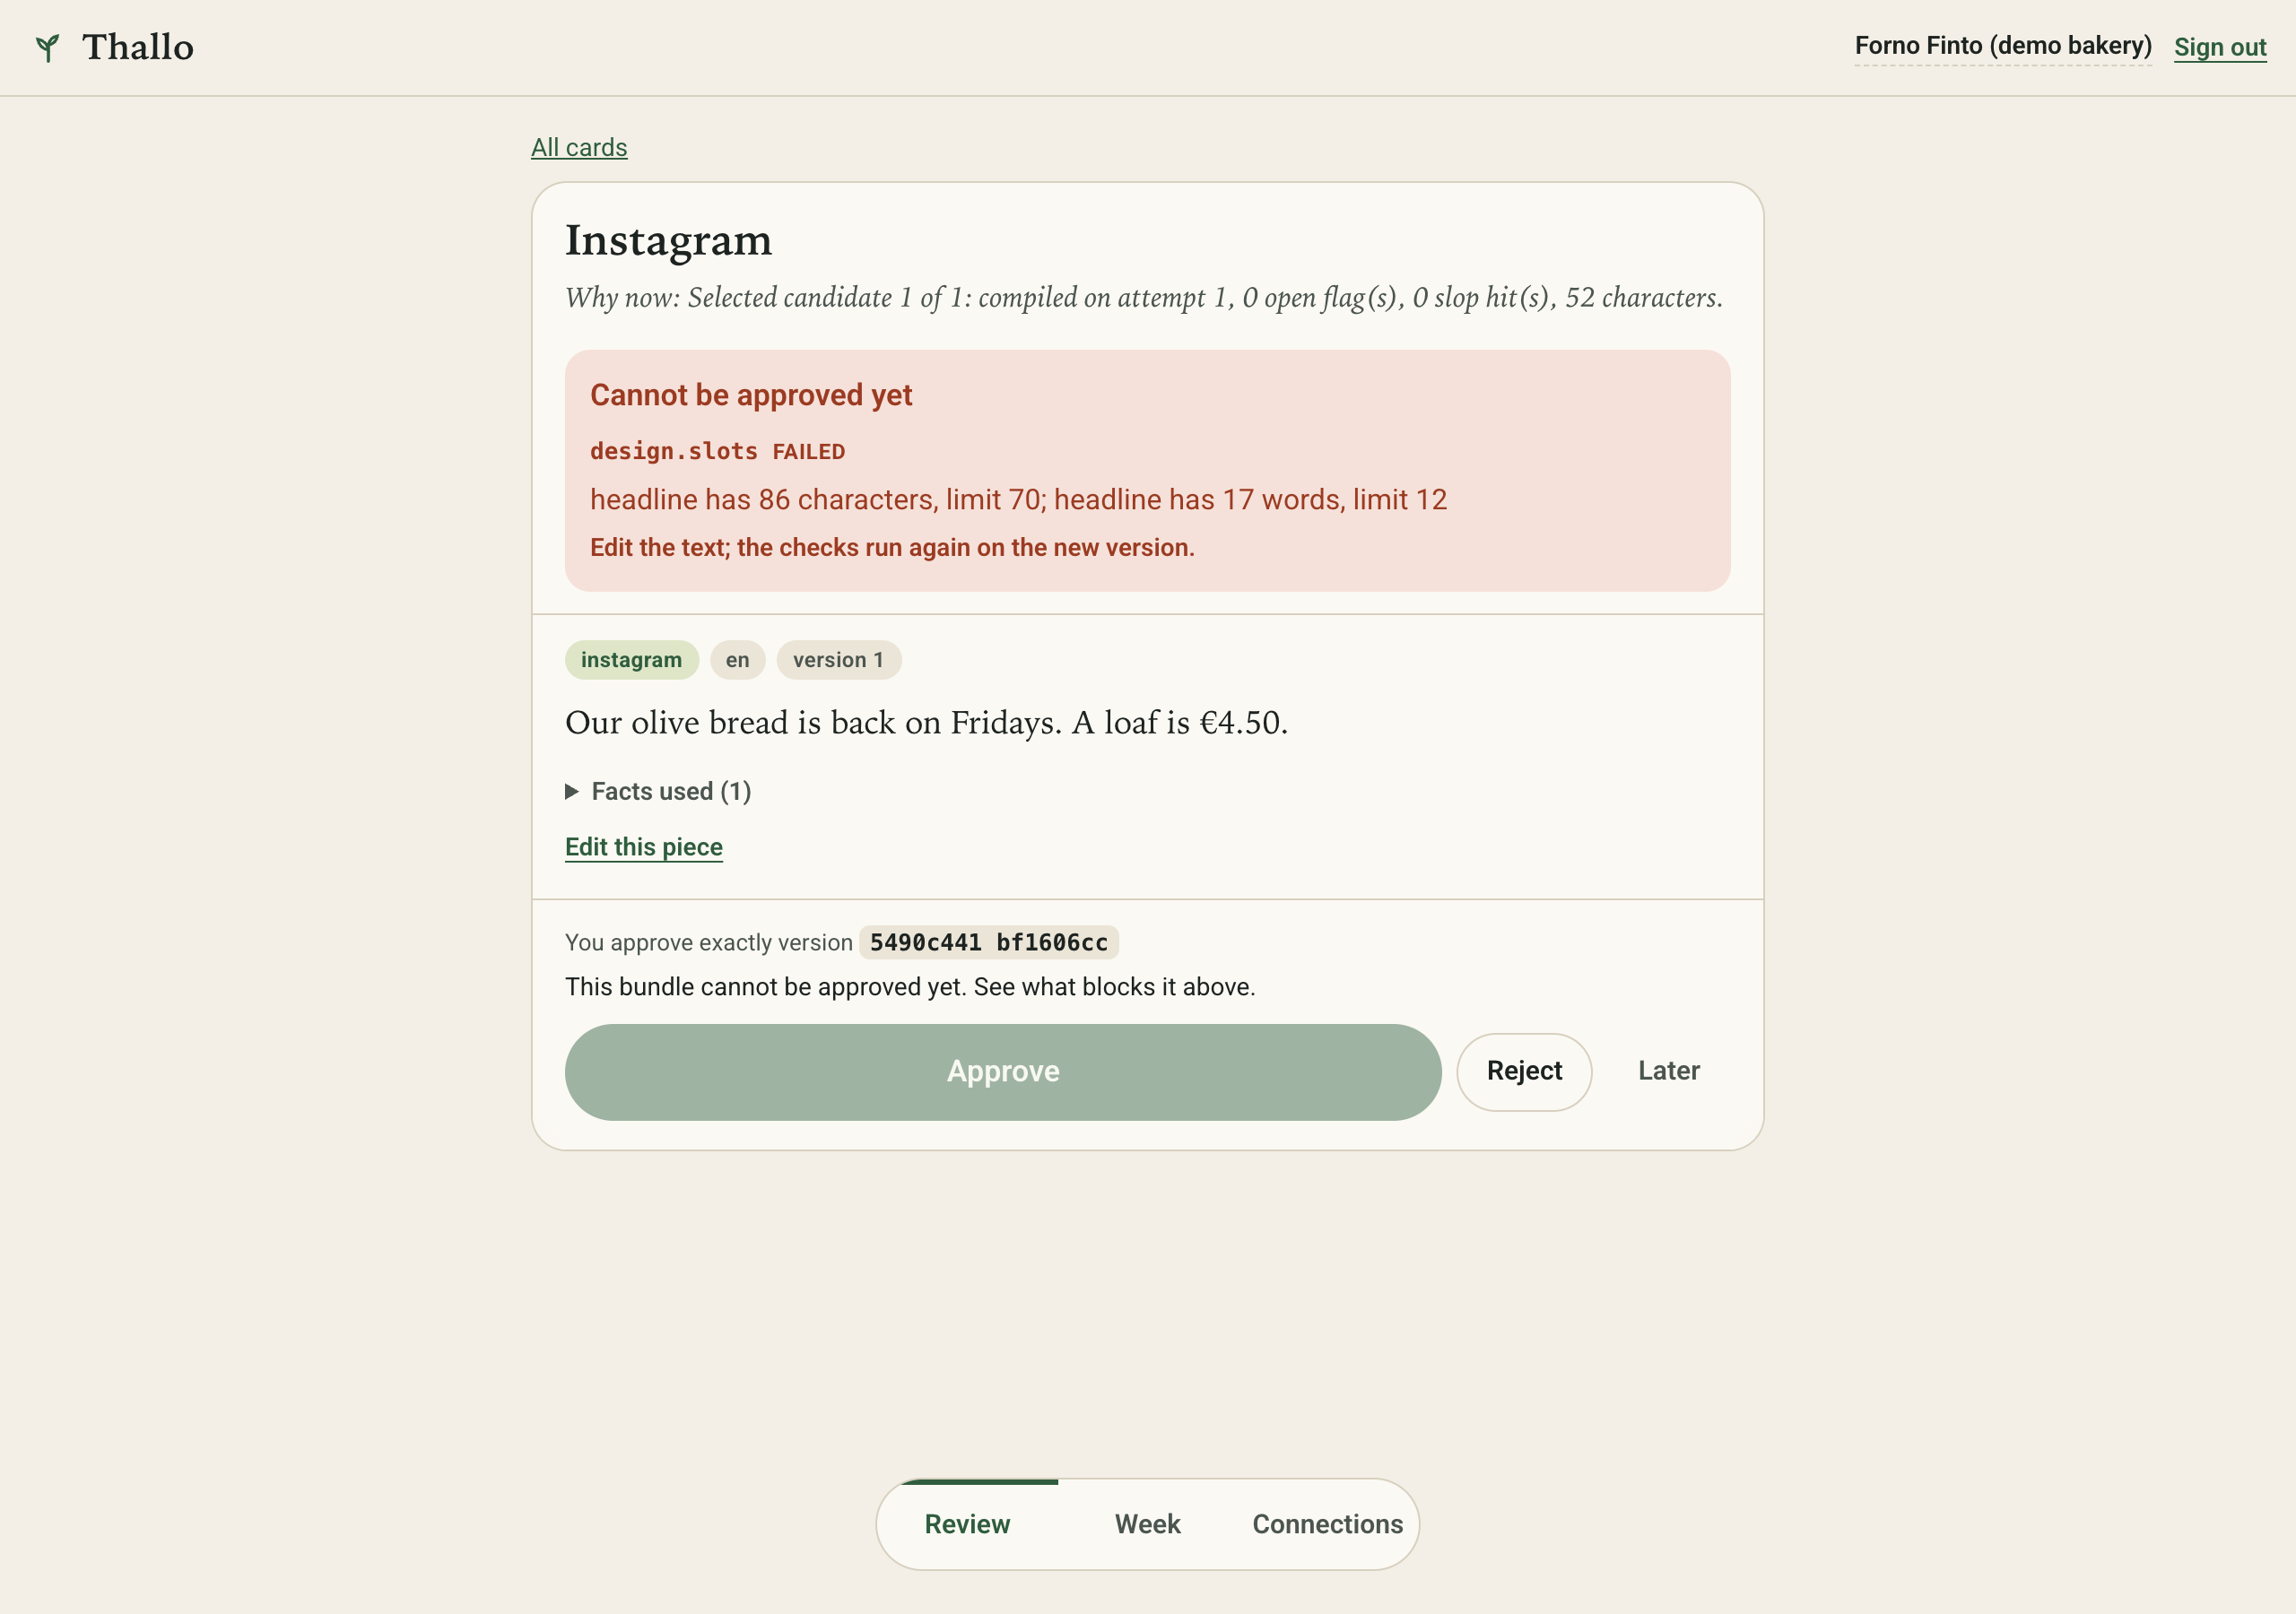 Thallo
Forno Finto (demo bakery)
Sign out
All cards
Instagram
Why now: Selected candidate 1 of 1: compiled on attempt 1, 0 open flag(s), 0 slop hit(s), 52 characters.
Cannot be approved yet
design.slots FAILED
headline has 86 characters, limit 70; headline has 17 words, limit 12
Edit the text; the checks run again on the new version.
instagram
en
version 1
Our olive bread is back on Fridays. A loaf is €4.50.
Facts used (1)
Edit this piece
You approve exactly version 5490c441 bf1606cc
This bundle cannot be approved yet. See what blocks it above.
Approve
Reject
Later
Review
Week
Connections